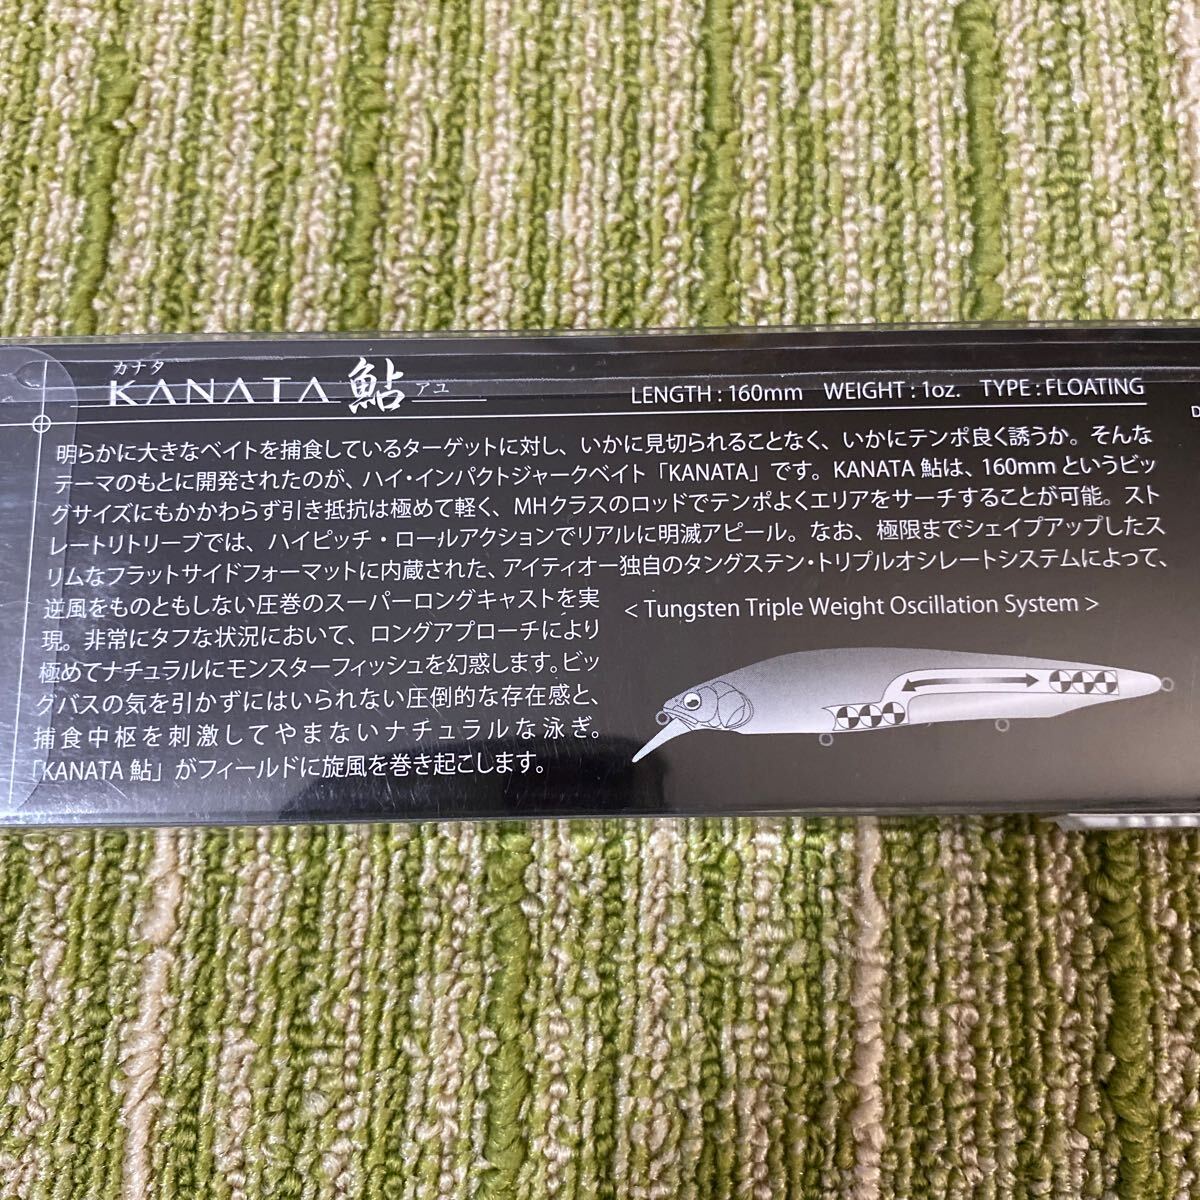 カナタ
KANATA 鮎 アユ
LENGTH : 160mm WEIGHT : 1oz. TYPE : FLOATING
明らかに大きなベイトを捕食しているターゲットに対し、いかに見切られることなく、いかにテンポ良く誘うか。そんな
テーマのもとに開発されたのが、ハイ・インパクトジャークベイト「KANATA」です。KANATA 鮎は、160mm というビッ
グサイズにもかかわらず引き抵抗は極めて軽く、MHクラスのロッドでテンポよくエリアをサーチすることが可能。スト
レートリトリーブでは、ハイピッチ・ロールアクションでリアルに明滅アピール。なお、極限までシェイプアップしたス
リムなフラットサイドフォーマットに内蔵された、アイティオー独自のタングステン・トリプルオシレートシステムによって、
逆風をものともしない圧巻のスーパーロングキャストを実
現。非常にタフな状況において、ロングアプローチにより
極めてナチュラルにモンスターフィッシュを幻惑します。ビッ
グバスの気を引かずにはいられない圧倒的な存在感と、
捕食中枢を刺激してやまないナチュラルな泳ぎ。
「KANATA 鮎」がフィールドに旋風を巻き起こします。
< Tungsten Triple Weight Oscillation System >
D